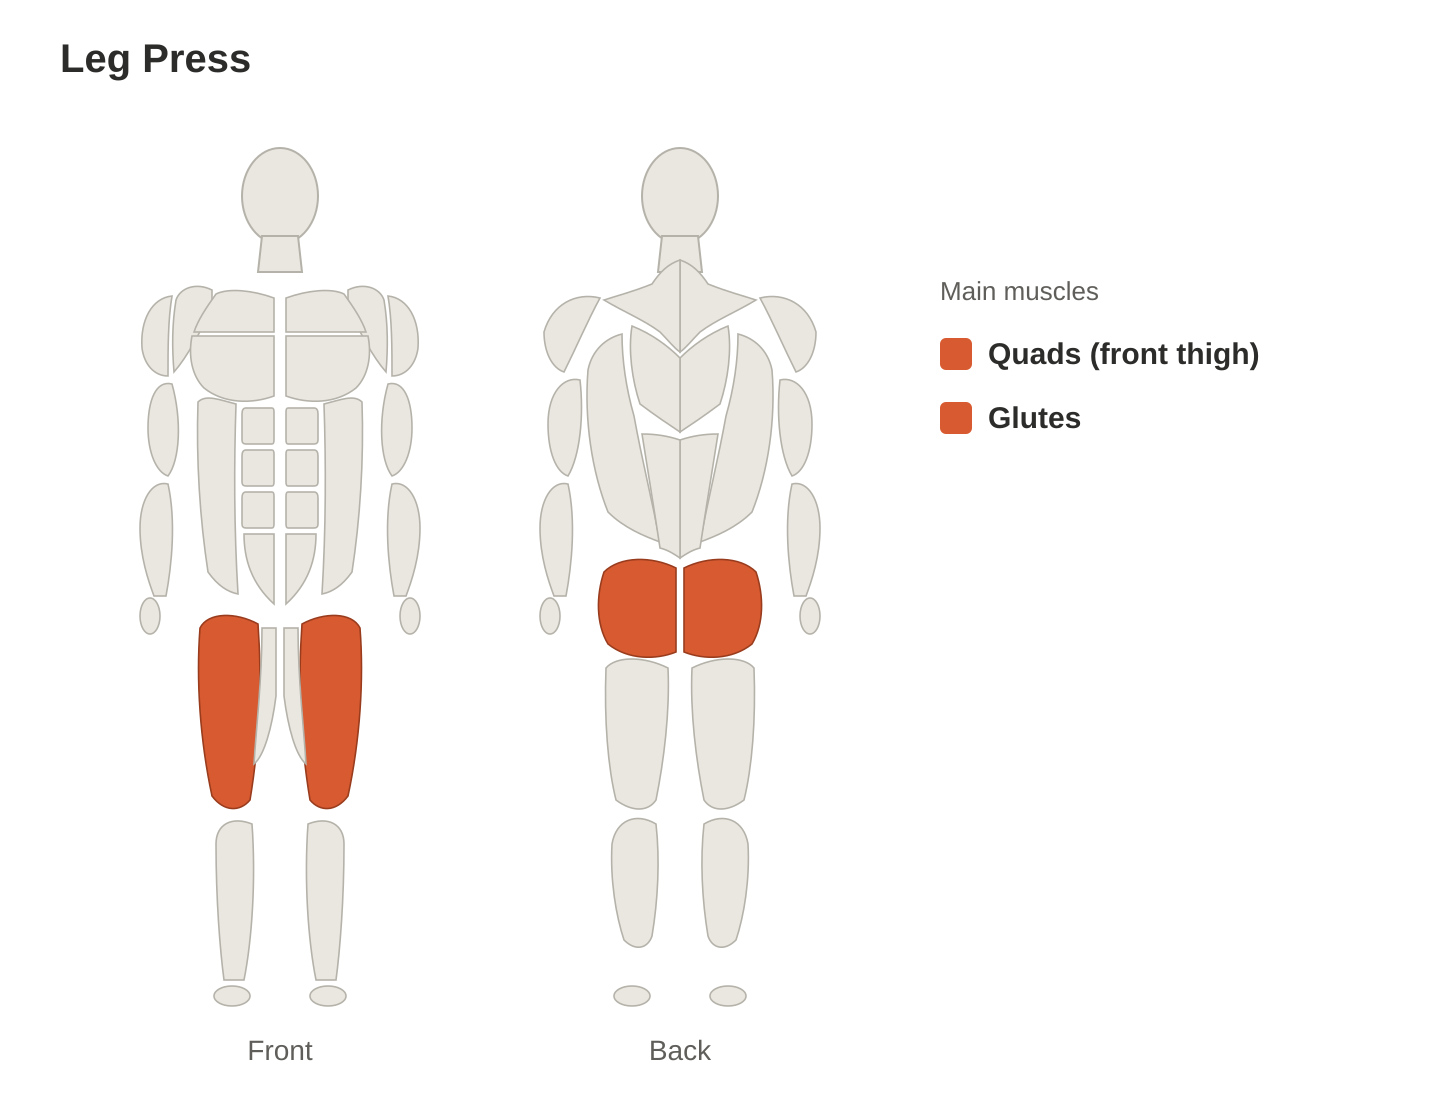 Leg Press
Main muscles
Quads (front thigh)
Glutes
Front
Back